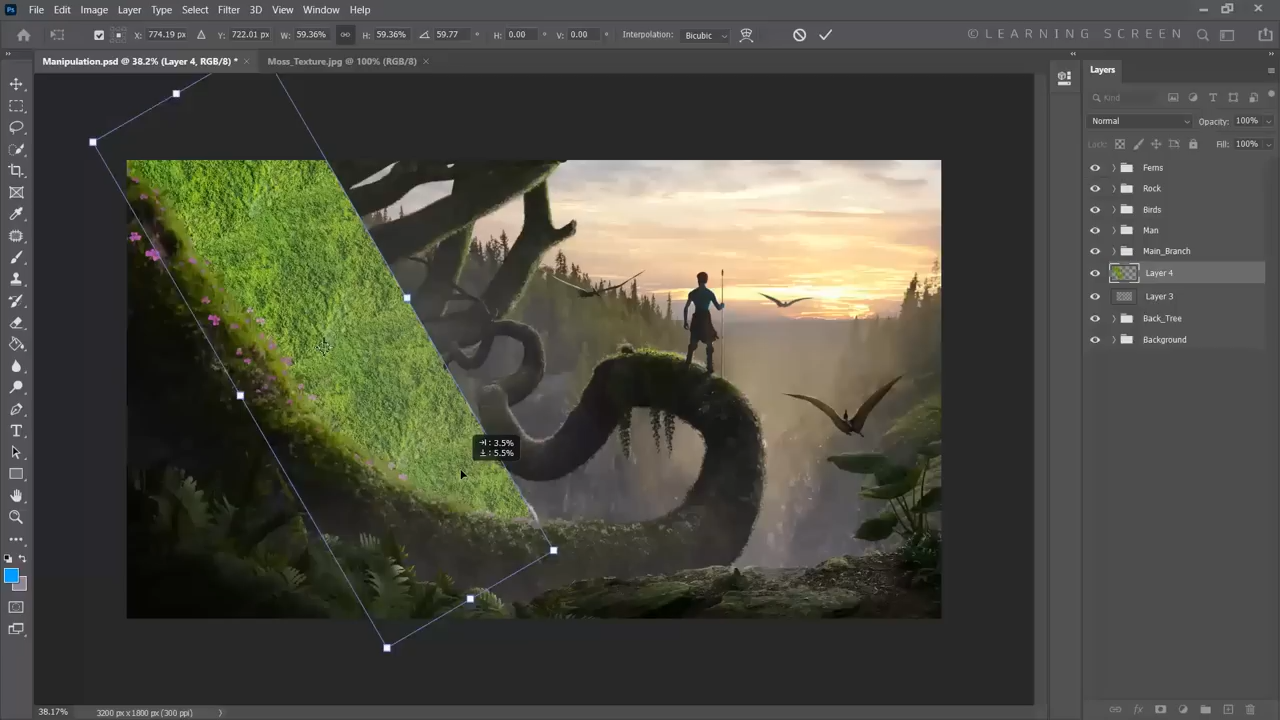 Ps File Edit Image Layer Type Select Filter 3D View Window Help
X: 774.19 px Y: 722.01 px W: 59.36% H: 59.36% 59.77 ° H: 0.00 ° V: 0.00 ° Interpolation: Bicubic
©LEARNING SCREEN
Manipulation.psd @ 38.2% (Layer 4, RGB/8) * × Moss_Texture.jpg @ 100% (RGB/8) ×
Layers
Kind
Normal Opacity: 100%
Lock: Fill: 100%
Ferns
Rock
Birds
Man
Main_Branch
Layer 4
Layer 3
Back_Tree
Background
: 3.5%
: 5.5%
38.17% 3200 px x 1800 px (300 ppi)
fx